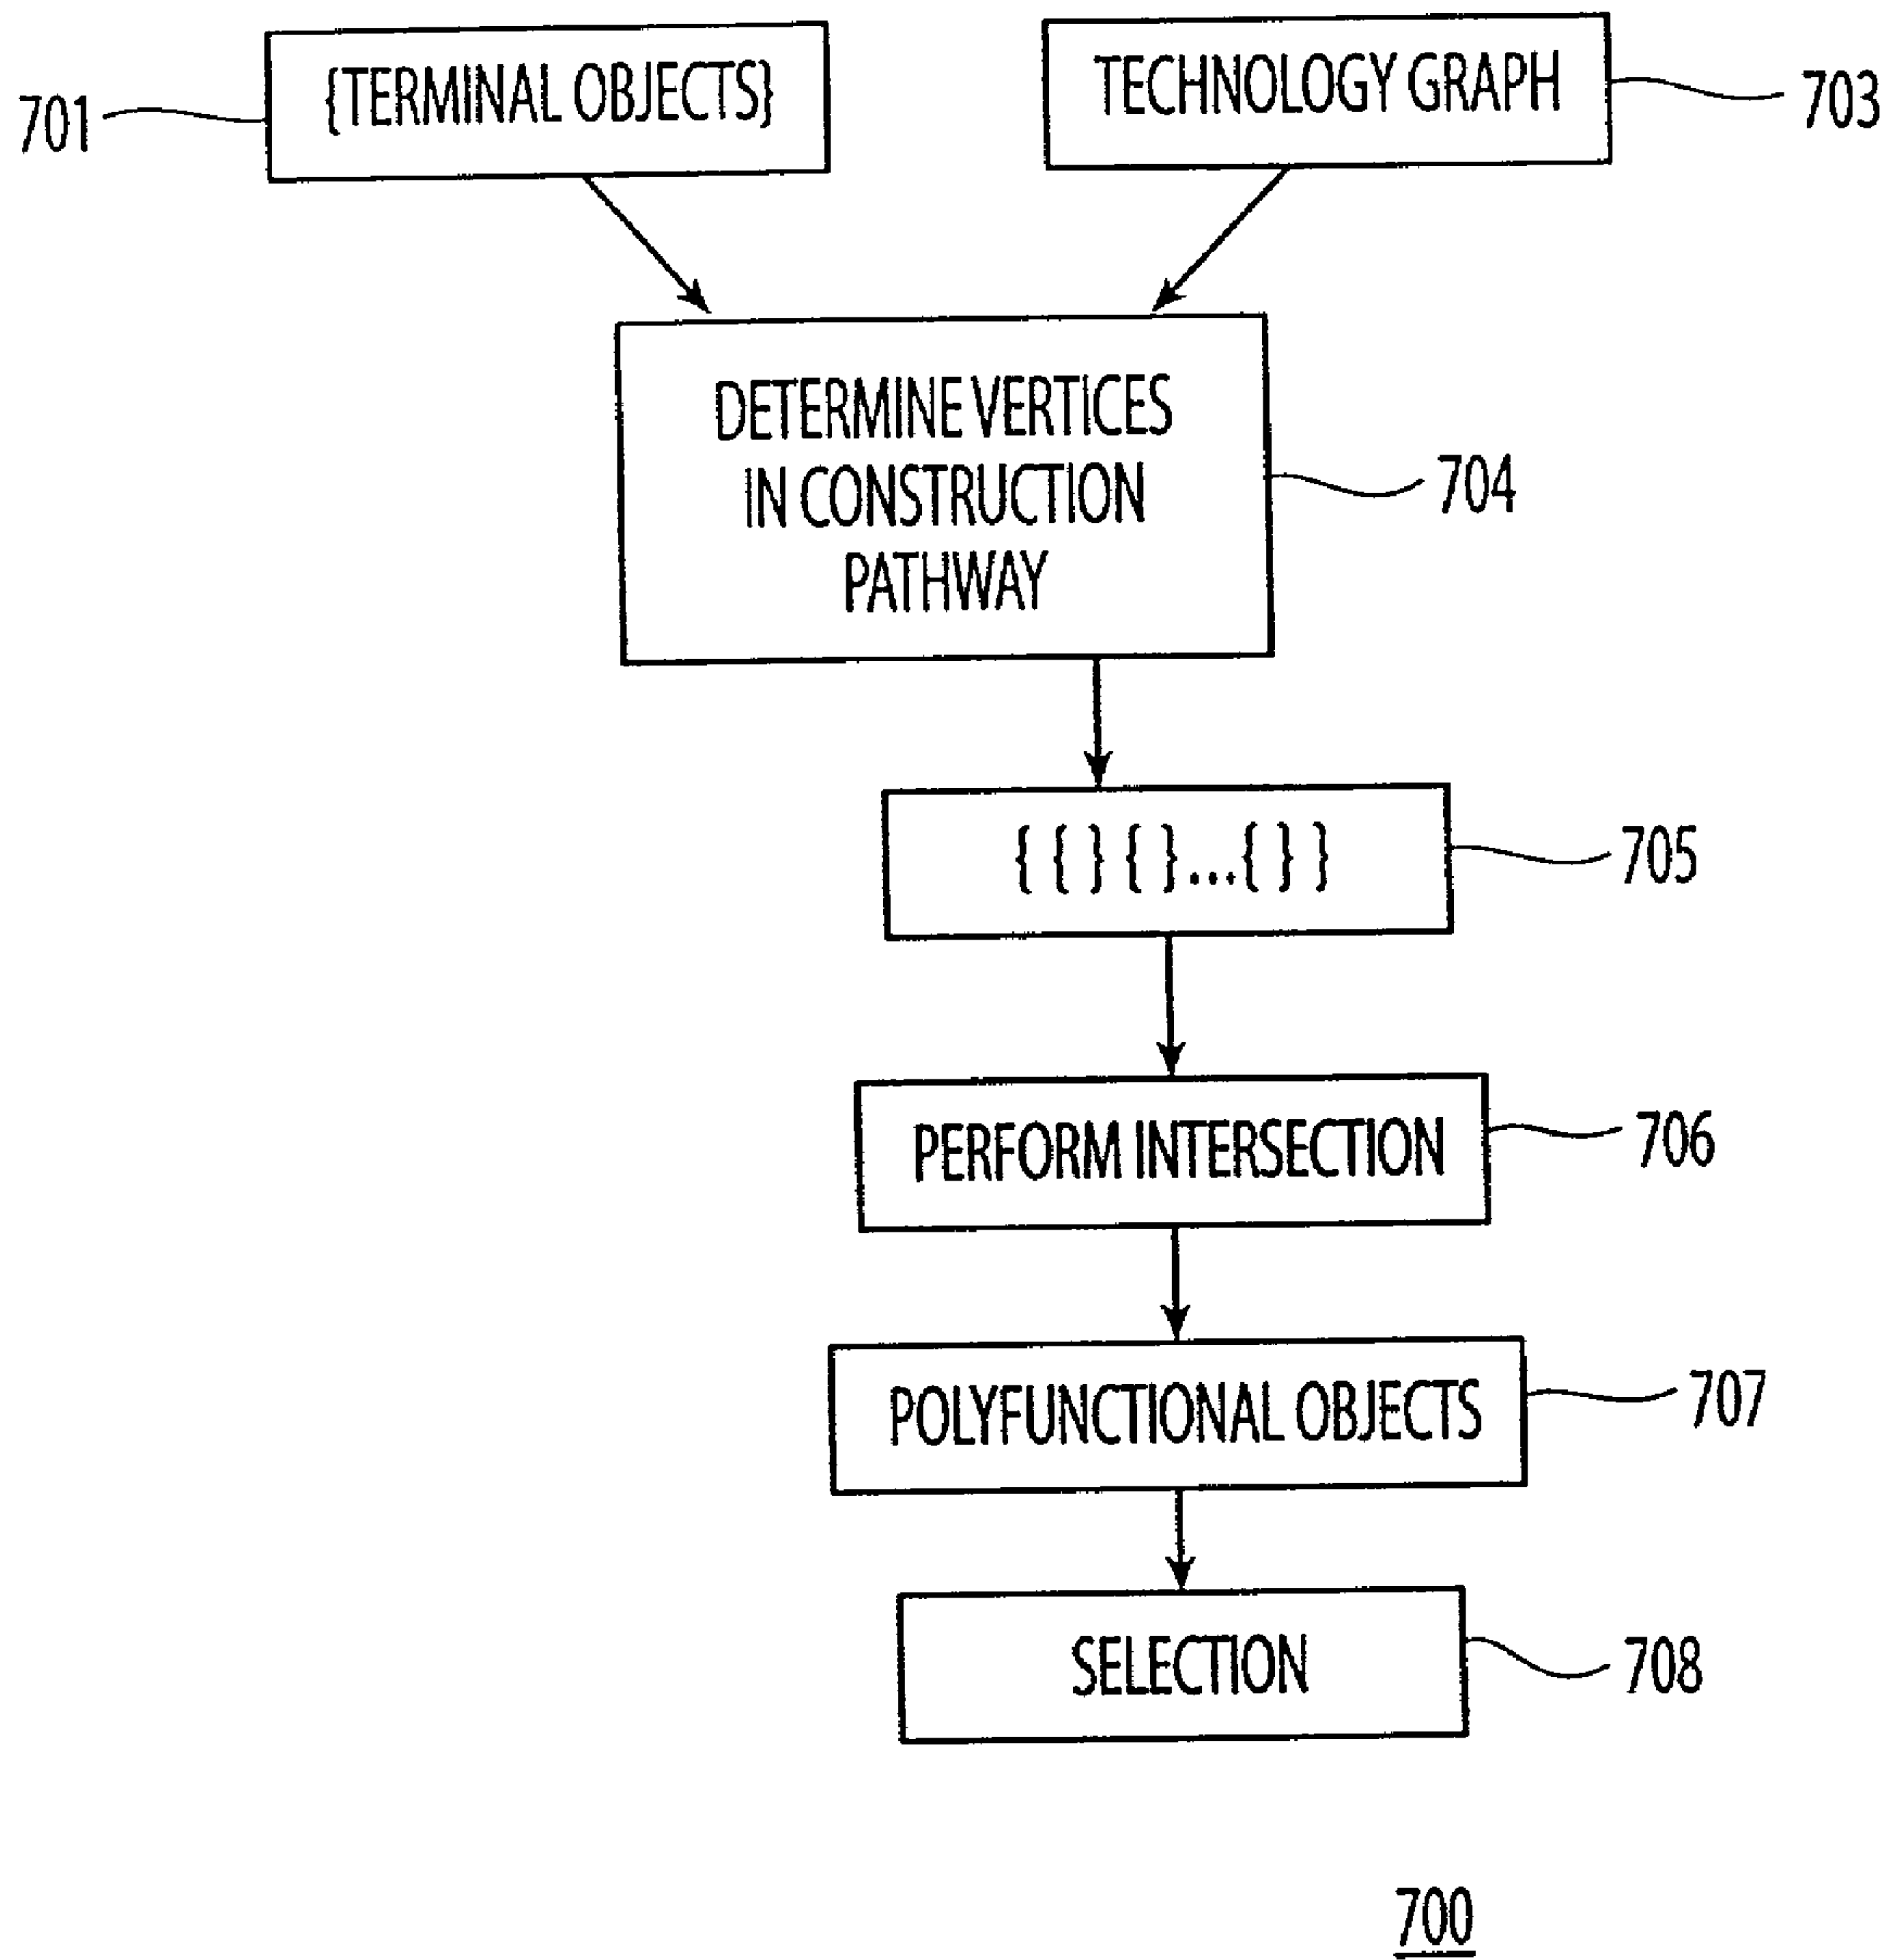 {TERMINAL OBJECTS}
701
TECHNOLOGY GRAPH
703
DETERMINE VERTICES
IN CONSTRUCTION
PATHWAY
704
{ { } { }...{ } }
705
PERFORM INTERSECTION
706
POLYFUNCTIONAL OBJECTS
707
SELECTION
708
700